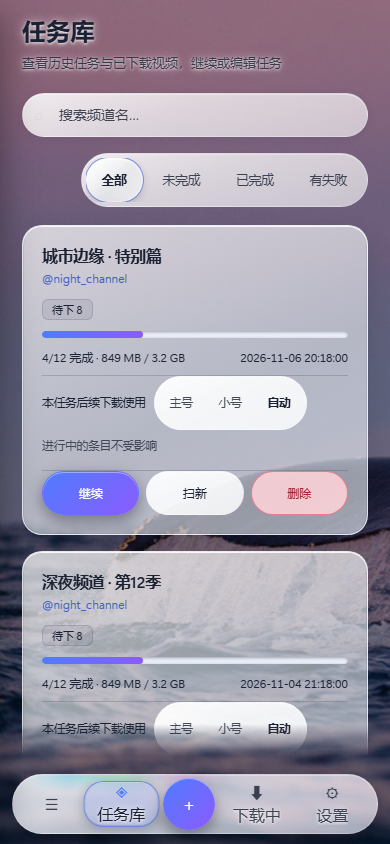 任务库
查看历史任务与已下载视频，继续或编辑任务
搜索频道名...
全部 未完成 已完成 有失败
城市边缘 · 特别篇
@night_channel
待下 8
4/12 完成 · 849 MB / 3.2 GB 2026-11-06 20:18:00
本任务后续下载使用 主号 小号 自动
进行中的条目不受影响
继续 扫新 删除
深夜频道 · 第12季
@night_channel
待下 8
4/12 完成 · 849 MB / 3.2 GB 2026-11-04 21:18:00
本任务后续下载使用 主号 小号 自动
任务库 + 下载中 设置